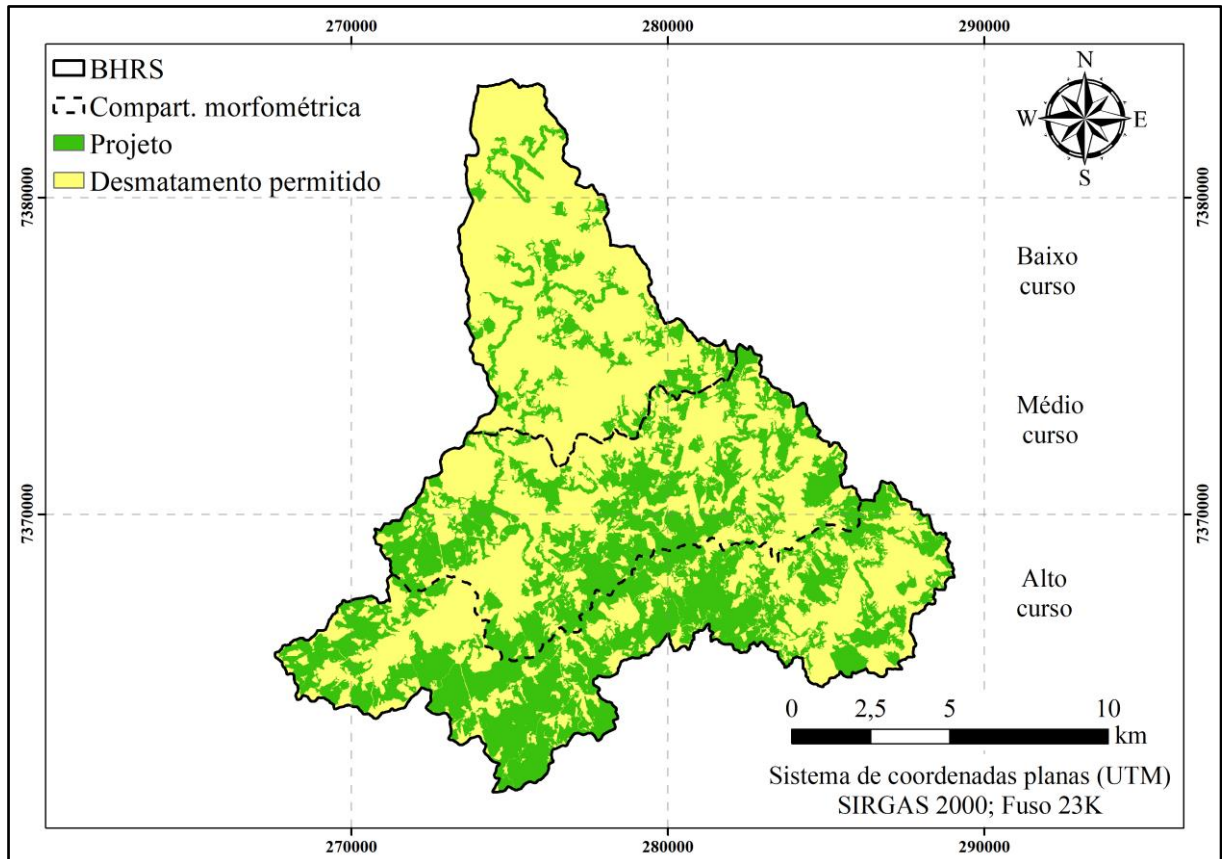 270000 280000 290000
BHRS
Compart. morfométrica
Projeto
Desmatamento permitido
N
W E
S
7380000 7380000
Baixo
curso
Médio
curso
7370000 7370000
Alto
curso
0 2,5 5 10
km
Sistema de coordenadas planas (UTM)
SIRGAS 2000; Fuso 23K
270000 280000 290000